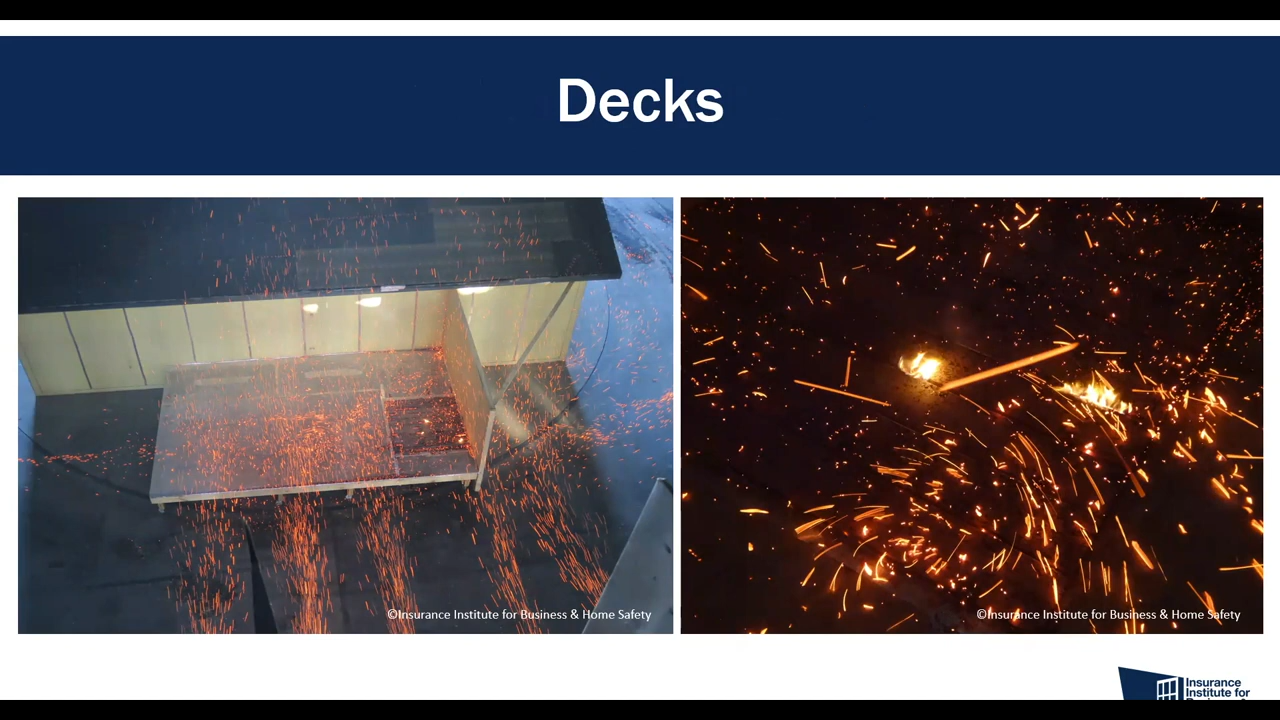 Decks
©Insurance Institute for Business & Home Safety
©Insurance Institute for Business & Home Safety
Insurance
Institute for